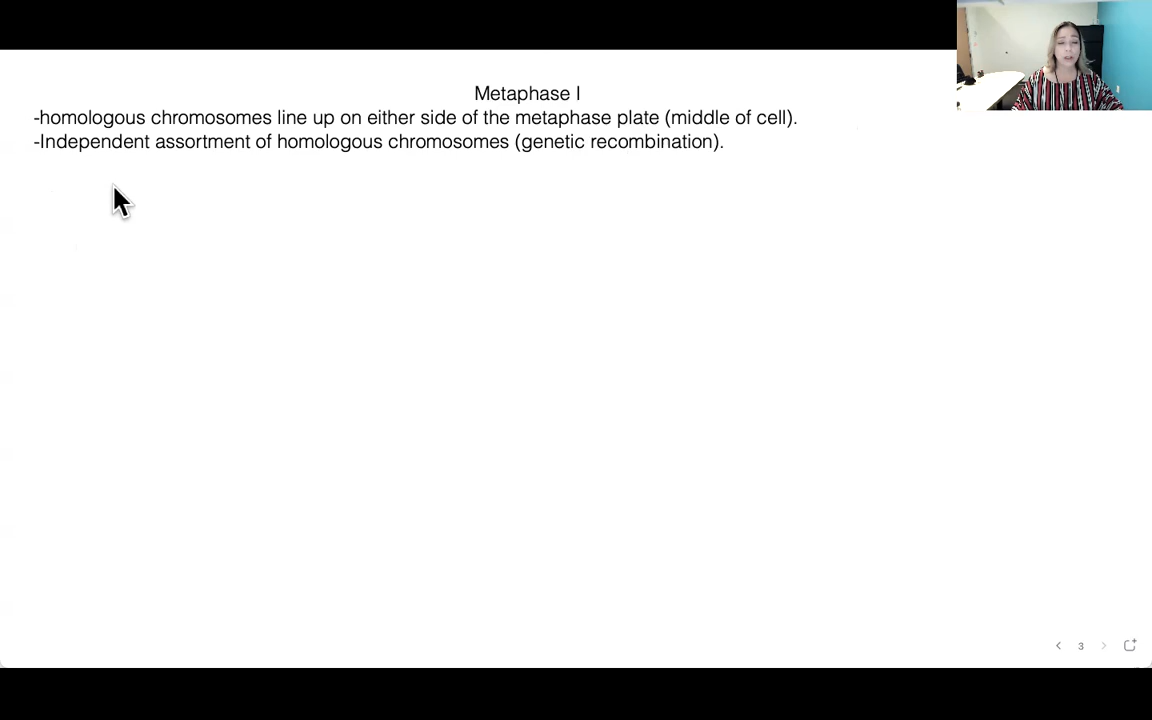 Metaphase I
-homologous chromosomes line up on either side of the metaphase plate (middle of cell).
-Independent assortment of homologous chromosomes (genetic recombination).
3